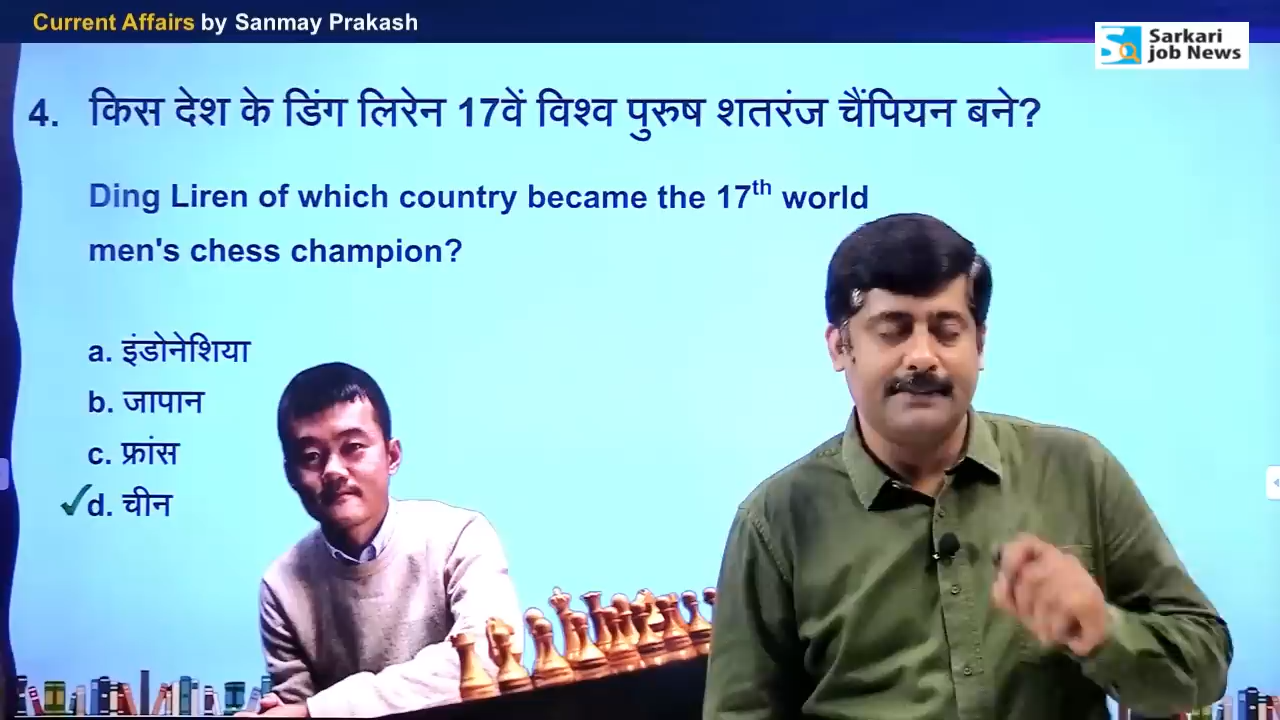 Current Affairs by Sanmay Prakash
Sarkari
job News
4. किस देश के डिंग लिरेन 17वें विश्व पुरुष शतरंज चैंपियन बने?
Ding Liren of which country became the 17th world
men's chess champion?
a. इंडोनेशिया
b. जापान
c. फ्रांस
d. चीन